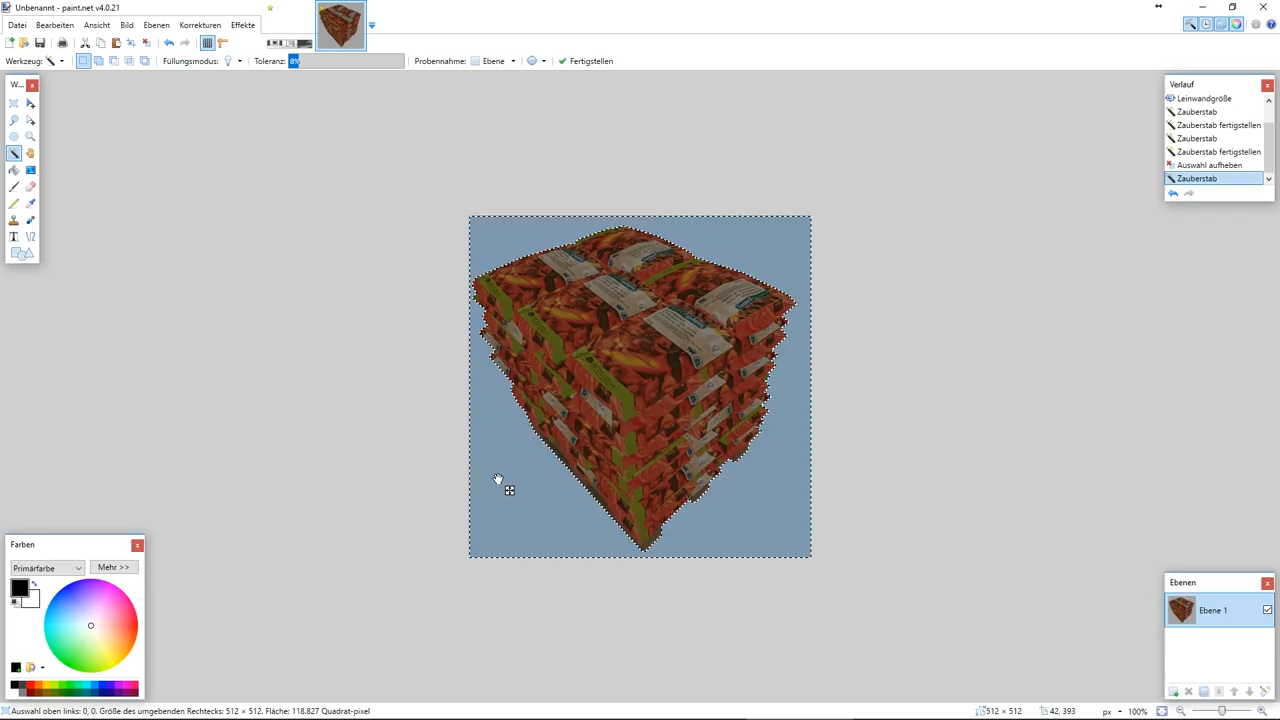 Unbenannt - paint.net v4.0.21
Datei Bearbeiten Ansicht Bild Ebenen Korrekturen Effekte
Werkzeug: Füllungsmodus: Toleranz: 8% Probennahme: Ebene Fertigstellen
W...
Verlauf
Leinwandgröße
Zauberstab
Zauberstab fertigstellen
Zauberstab
Zauberstab fertigstellen
Auswahl aufheben
Zauberstab
Farben
Primärfarbe Mehr >>
Ebenen
Ebene 1
Auswahl oben links: 0, 0. Größe des umgebenden Rechtecks: 512 × 512. Fläche: 118.827 Quadrat-pixel 512 × 512 42, 393 px 100%